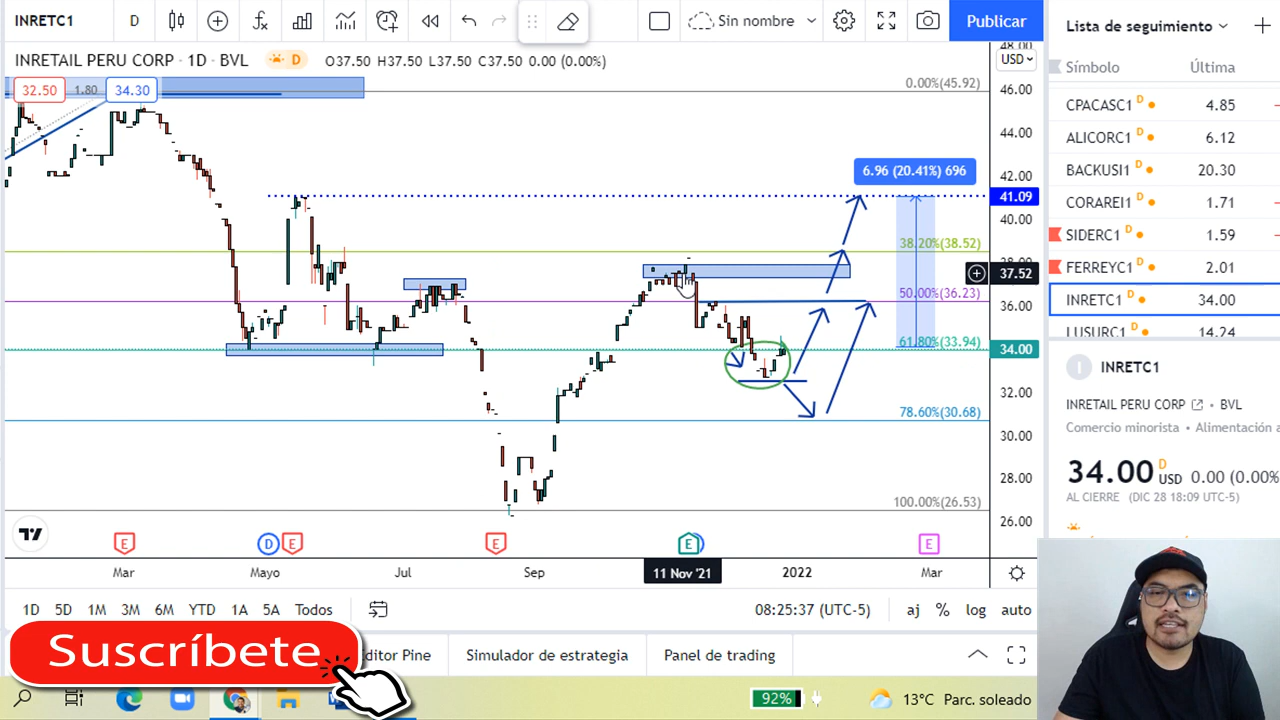 INRETC1 D Sin nombre Publicar
INRETAIL PERU CORP · 1D · BVL D O37.50 H37.50 L37.50 C37.50 0.00 (0.00%)
32.50 1.80 34.30
0.00%(45.92)
6.96 (20.41%) 696
38.20%(38.52)
50.00%(36.23)
61.80%(33.94)
78.60%(30.68)
100.00%(26.53)
48.00
USD
46.00
44.00
42.00
41.09
40.00
38.00
37.52
36.00
34.00
32.00
30.00
28.00
26.00
E D E E E E
Mar Mayo Jul Sep 11 Nov '21 2022 Mar
1D 5D 1M 3M 6M YTD 1A 5A Todos 08:25:37 (UTC-5) aj % log auto
Suscríbete
ditor Pine Simulador de estrategia Panel de trading
92% 13°C Parc. soleado
Lista de seguimiento
Símbolo Última
CPACASC1 D 4.85
ALICORC1 D 6.12
BACKUSI1 D 20.30
CORAREI1 D 1.71
SIDERC1 D 1.59
FERREYC1 D 2.01
INRETC1 D 34.00
LUSURC1 D 14.24
I INRETC1
INRETAIL PERU CORP · BVL
Comercio minorista • Alimentación a
34.00 D USD 0.00 (0.00%
AL CIERRE (DIC 28 18:09 UTC-5)